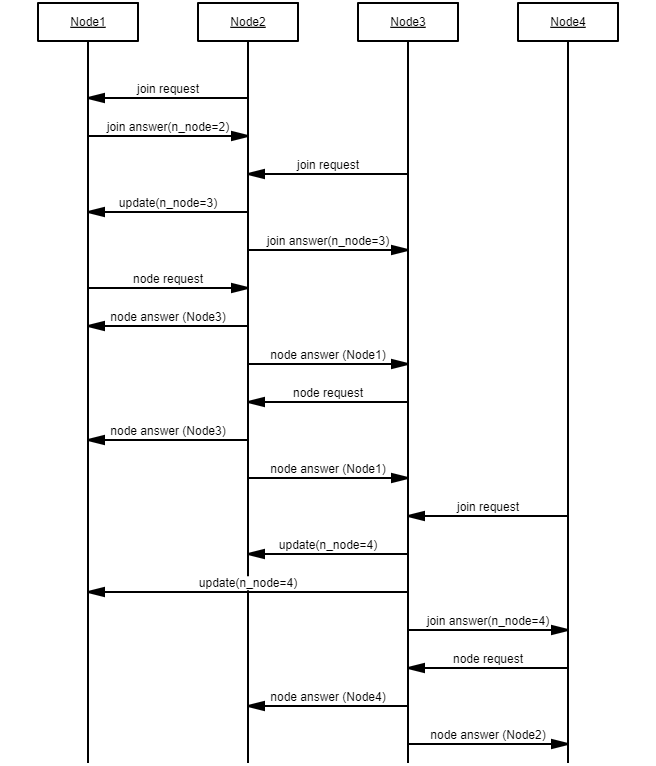 Node1
Node2
Node3
Node4
join request
join answer(n_node=2)
join request
update(n_node=3)
join answer(n_node=3)
node request
node answer (Node3)
node answer (Node1)
node request
node answer (Node3)
node answer (Node1)
join request
update(n_node=4)
update(n_node=4)
join answer(n_node=4)
node request
node answer (Node4)
node answer (Node2)